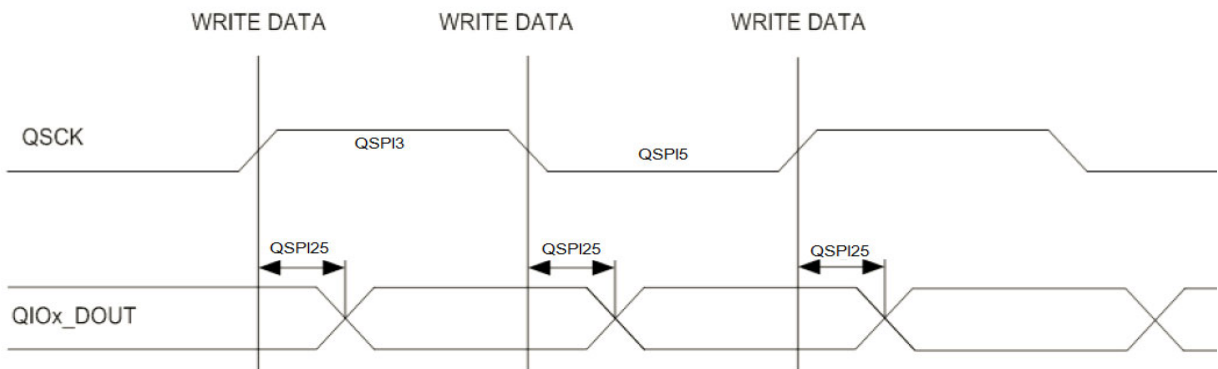 WRITE DATA WRITE DATA WRITE DATA
QSCK QSPI3 QSPI5
QSPI25 QSPI25 QSPI25
QIOx_DOUT